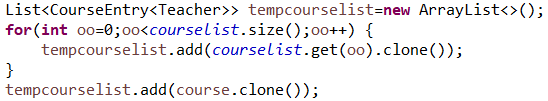 List<CourseEntry<Teacher>> tempcourselist=new ArrayList<>();
for(int oo=0;oo<courselist.size();oo++) {
    tempcourselist.add(courselist.get(oo).clone());
}
tempcourselist.add(course.clone());